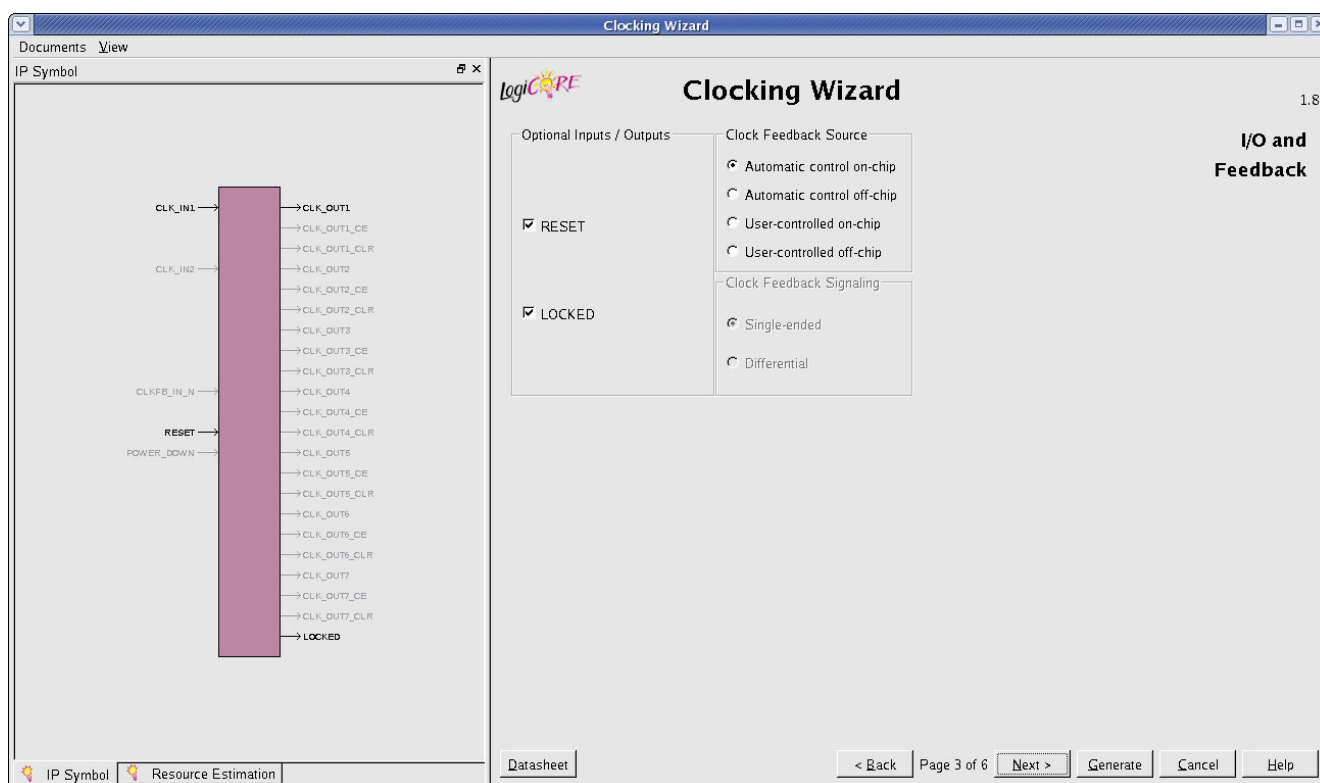 Clocking Wizard
Documents View
IP Symbol
CLK_IN1
CLK_IN2
CLKFB_IN_N
RESET
POWER_DOWN
CLK_OUT1
CLK_OUT1_CE
CLK_OUT1_CLR
CLK_OUT2
CLK_OUT2_CE
CLK_OUT2_CLR
CLK_OUT3
CLK_OUT3_CE
CLK_OUT3_CLR
CLK_OUT4
CLK_OUT4_CE
CLK_OUT4_CLR
CLK_OUT5
CLK_OUT5_CE
CLK_OUT5_CLR
CLK_OUT6
CLK_OUT6_CE
CLK_OUT6_CLR
CLK_OUT7
CLK_OUT7_CE
CLK_OUT7_CLR
LOCKED
IP Symbol
Resource Estimation
LogiCORE
Clocking Wizard
1.8
I/O and
Feedback
Optional Inputs / Outputs
RESET
LOCKED
Clock Feedback Source
Automatic control on-chip
Automatic control off-chip
User-controlled on-chip
User-controlled off-chip
Clock Feedback Signaling
Single-ended
Differential
Datasheet
< Back
Page 3 of 6
Next >
Generate
Cancel
Help